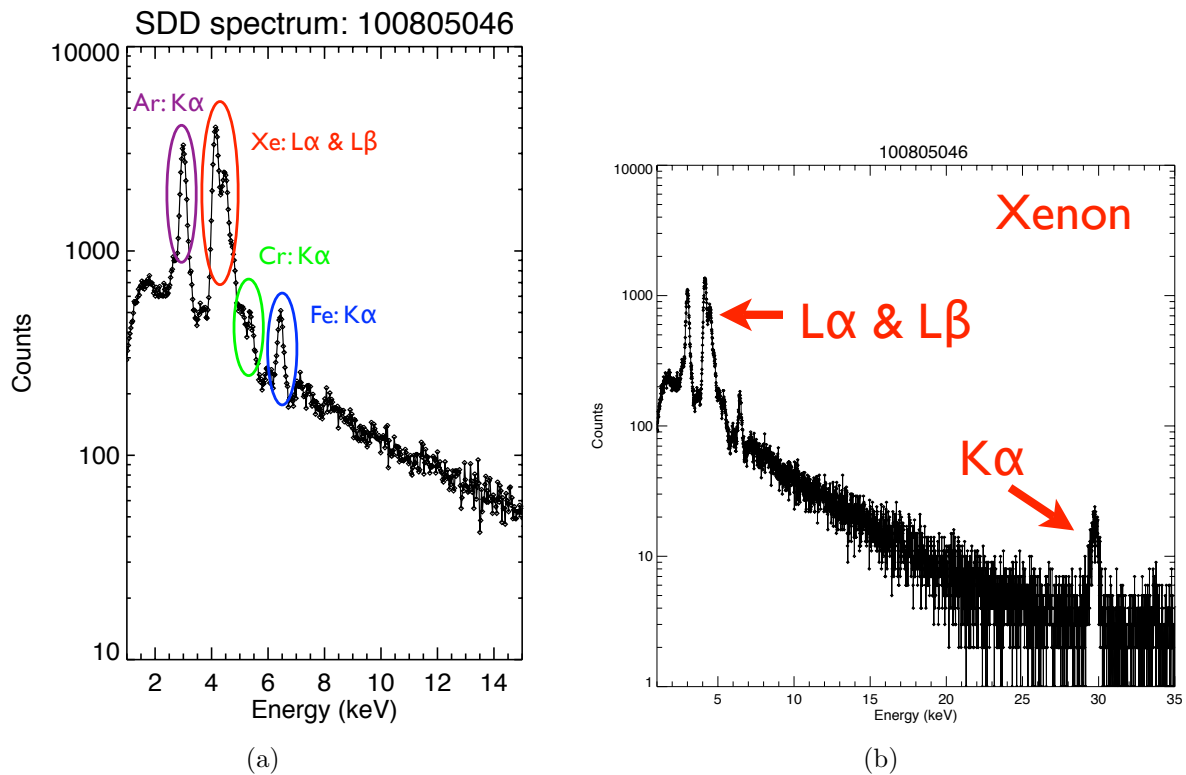 SDD spectrum: 100805046
10000
1000
100
10
Counts
Ar: Kα
Xe: Lα & Lβ
Cr: Kα
Fe: Kα
2 4 6 8 10 12 14
Energy (keV)
(a)
100805046
10000
1000
100
10
1
Counts
Xenon
Lα & Lβ
Kα
5 10 15 20 25 30 35
Energy (keV)
(b)